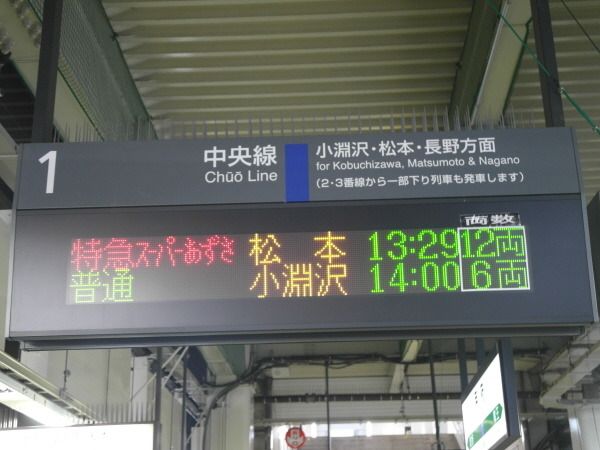 1
中央線
Chūō Line
小淵沢・松本・長野方面
for Kobuchizawa, Matsumoto & Nagano
(2・3番線から一部下り列車も発車します)
両数
特急スーパーあずさ 松本 13:29 12両
普通 小淵沢 14:00 6両